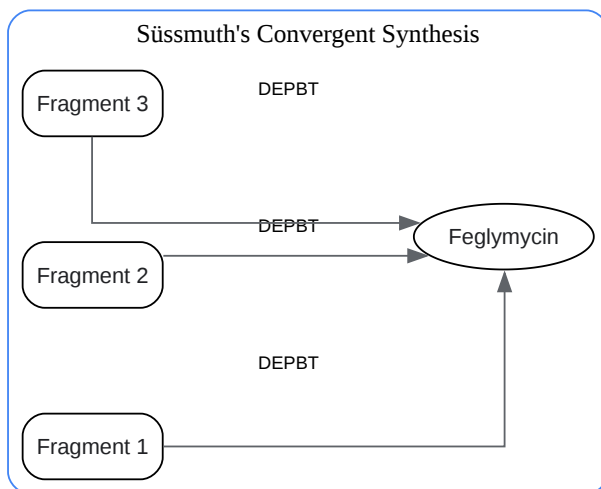 Süssmuth's Convergent Synthesis
Fragment 3
DEPBT
DEPBT
Feglymycin
Fragment 2
DEPBT
Fragment 1